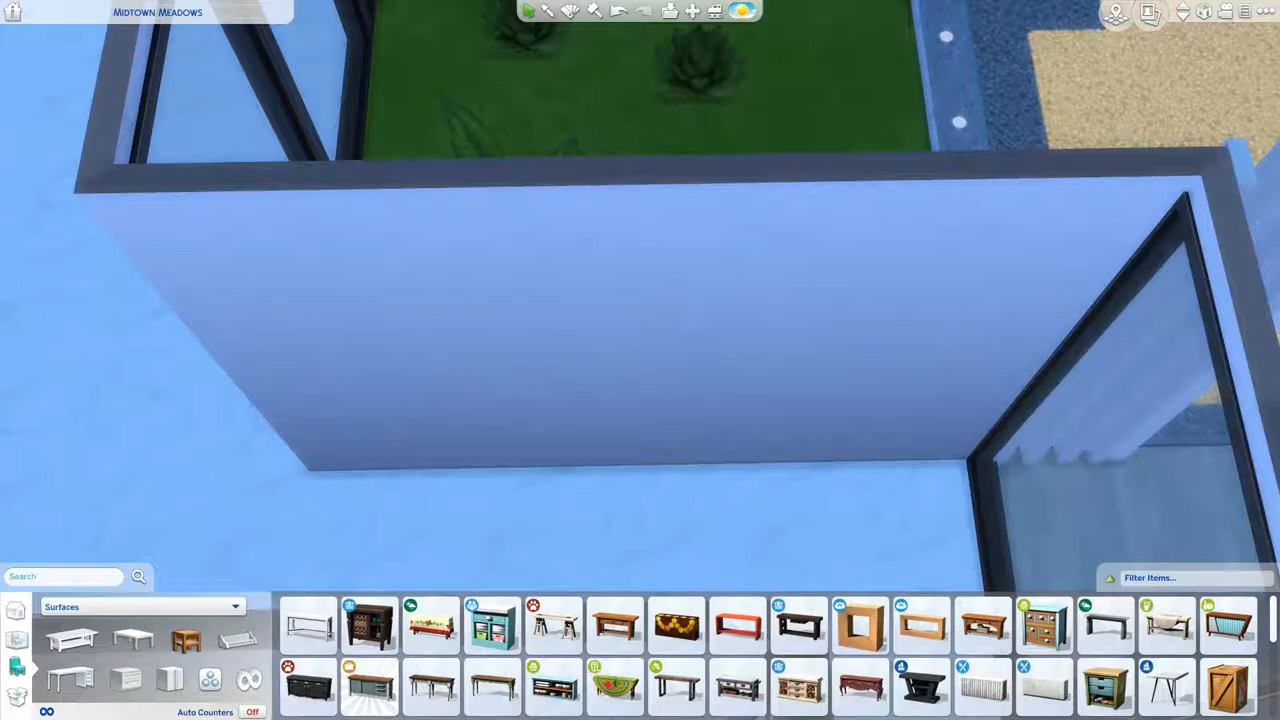 MIDTOWN MEADOWS
Search
Filter Items...
Surfaces
Auto Counters Off